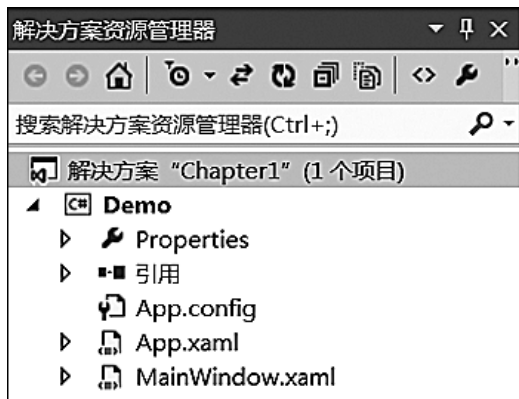 解决方案资源管理器
搜索解决方案资源管理器(Ctrl+;)
解决方案 “Chapter1” (1 个项目)
C# Demo
Properties
引用
App.config
App.xaml
MainWindow.xaml